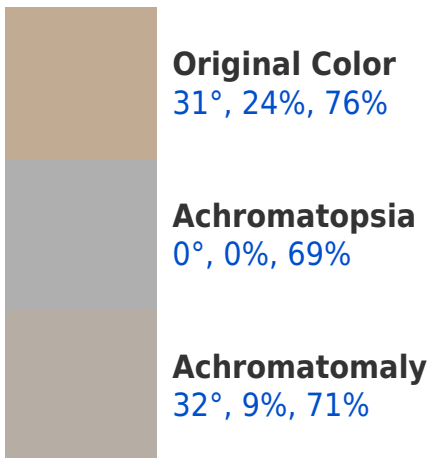 Original Color
31°, 24%, 76%
Achromatopsia
0°, 0%, 69%
Achromatomaly
32°, 9%, 71%